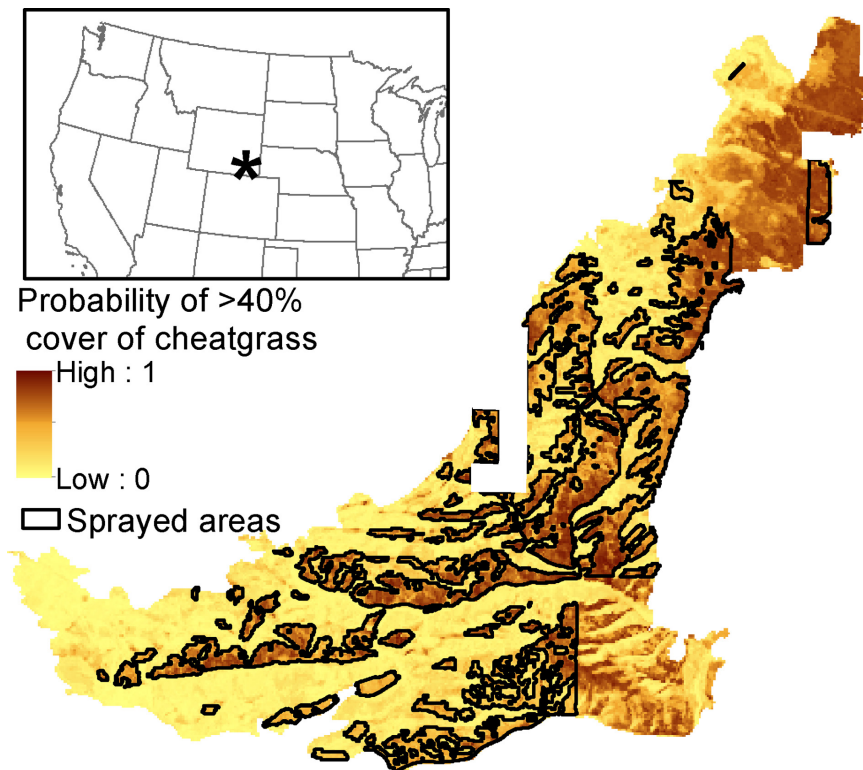 Probability of >40%
cover of cheatgrass
High : 1
Low : 0
Sprayed areas